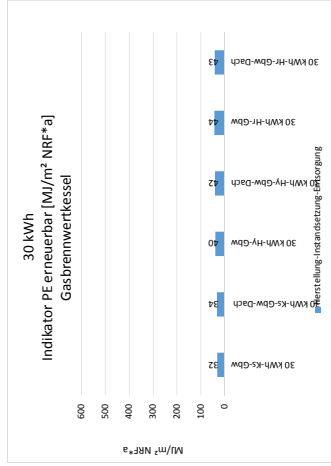 30 kWh
Indikator PE erneuerbar [MJ/m² NRF*a]
Gasbrennwertkessel
MJ/m² NRF*a
600
500
400
300
200
100
0
32
34
40
42
44
43
30 kWh-Ks-Gbw
30 kWh-Ks-Gbw-Dach
30 kWh-Hy-Gbw
30 kWh-Hy-Gbw-Dach
30 kWh-Hr-Gbw
30 kWh-Hr-Gbw-Dach
Herstellung-Instandsetzung-Entsorgung